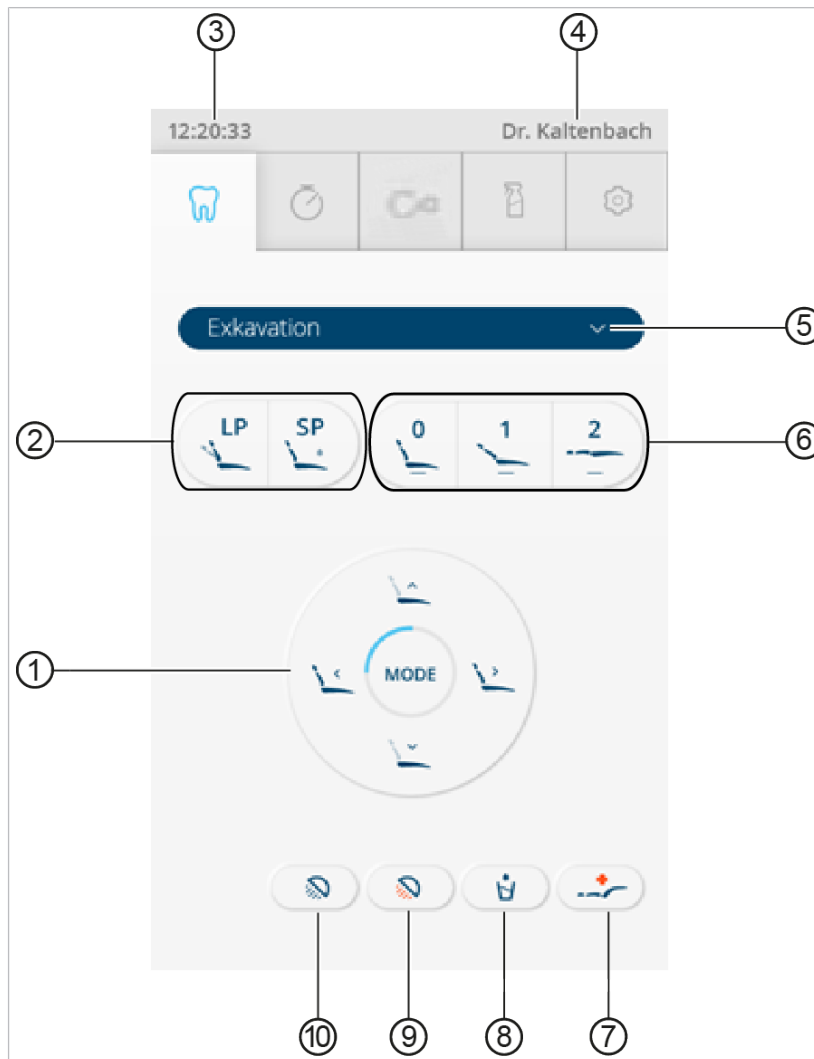 ③ ④
12:20:33 Dr. Kaltenbach
Exkavation
⑤
② LP SP 0 1 2 ⑥
① MODE
⑩ ⑨ ⑧ ⑦